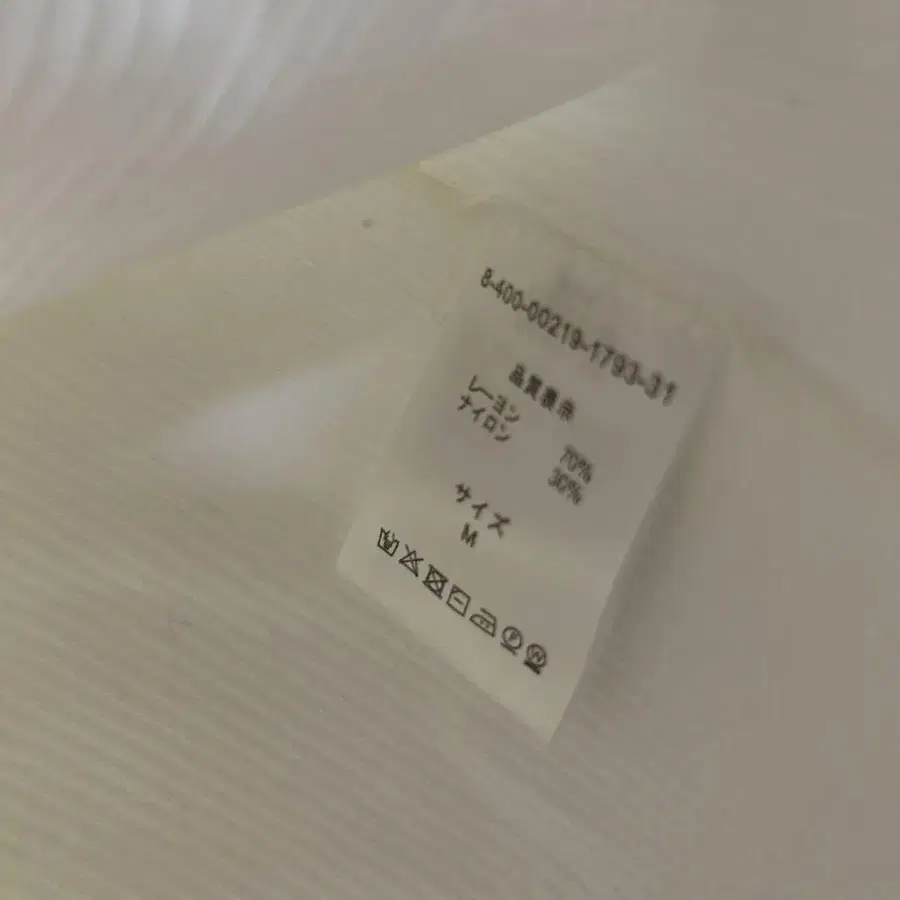 8-400-00219-1793-31
品質表示
レーヨン 70%
ナイロン 30%
サイズ
M